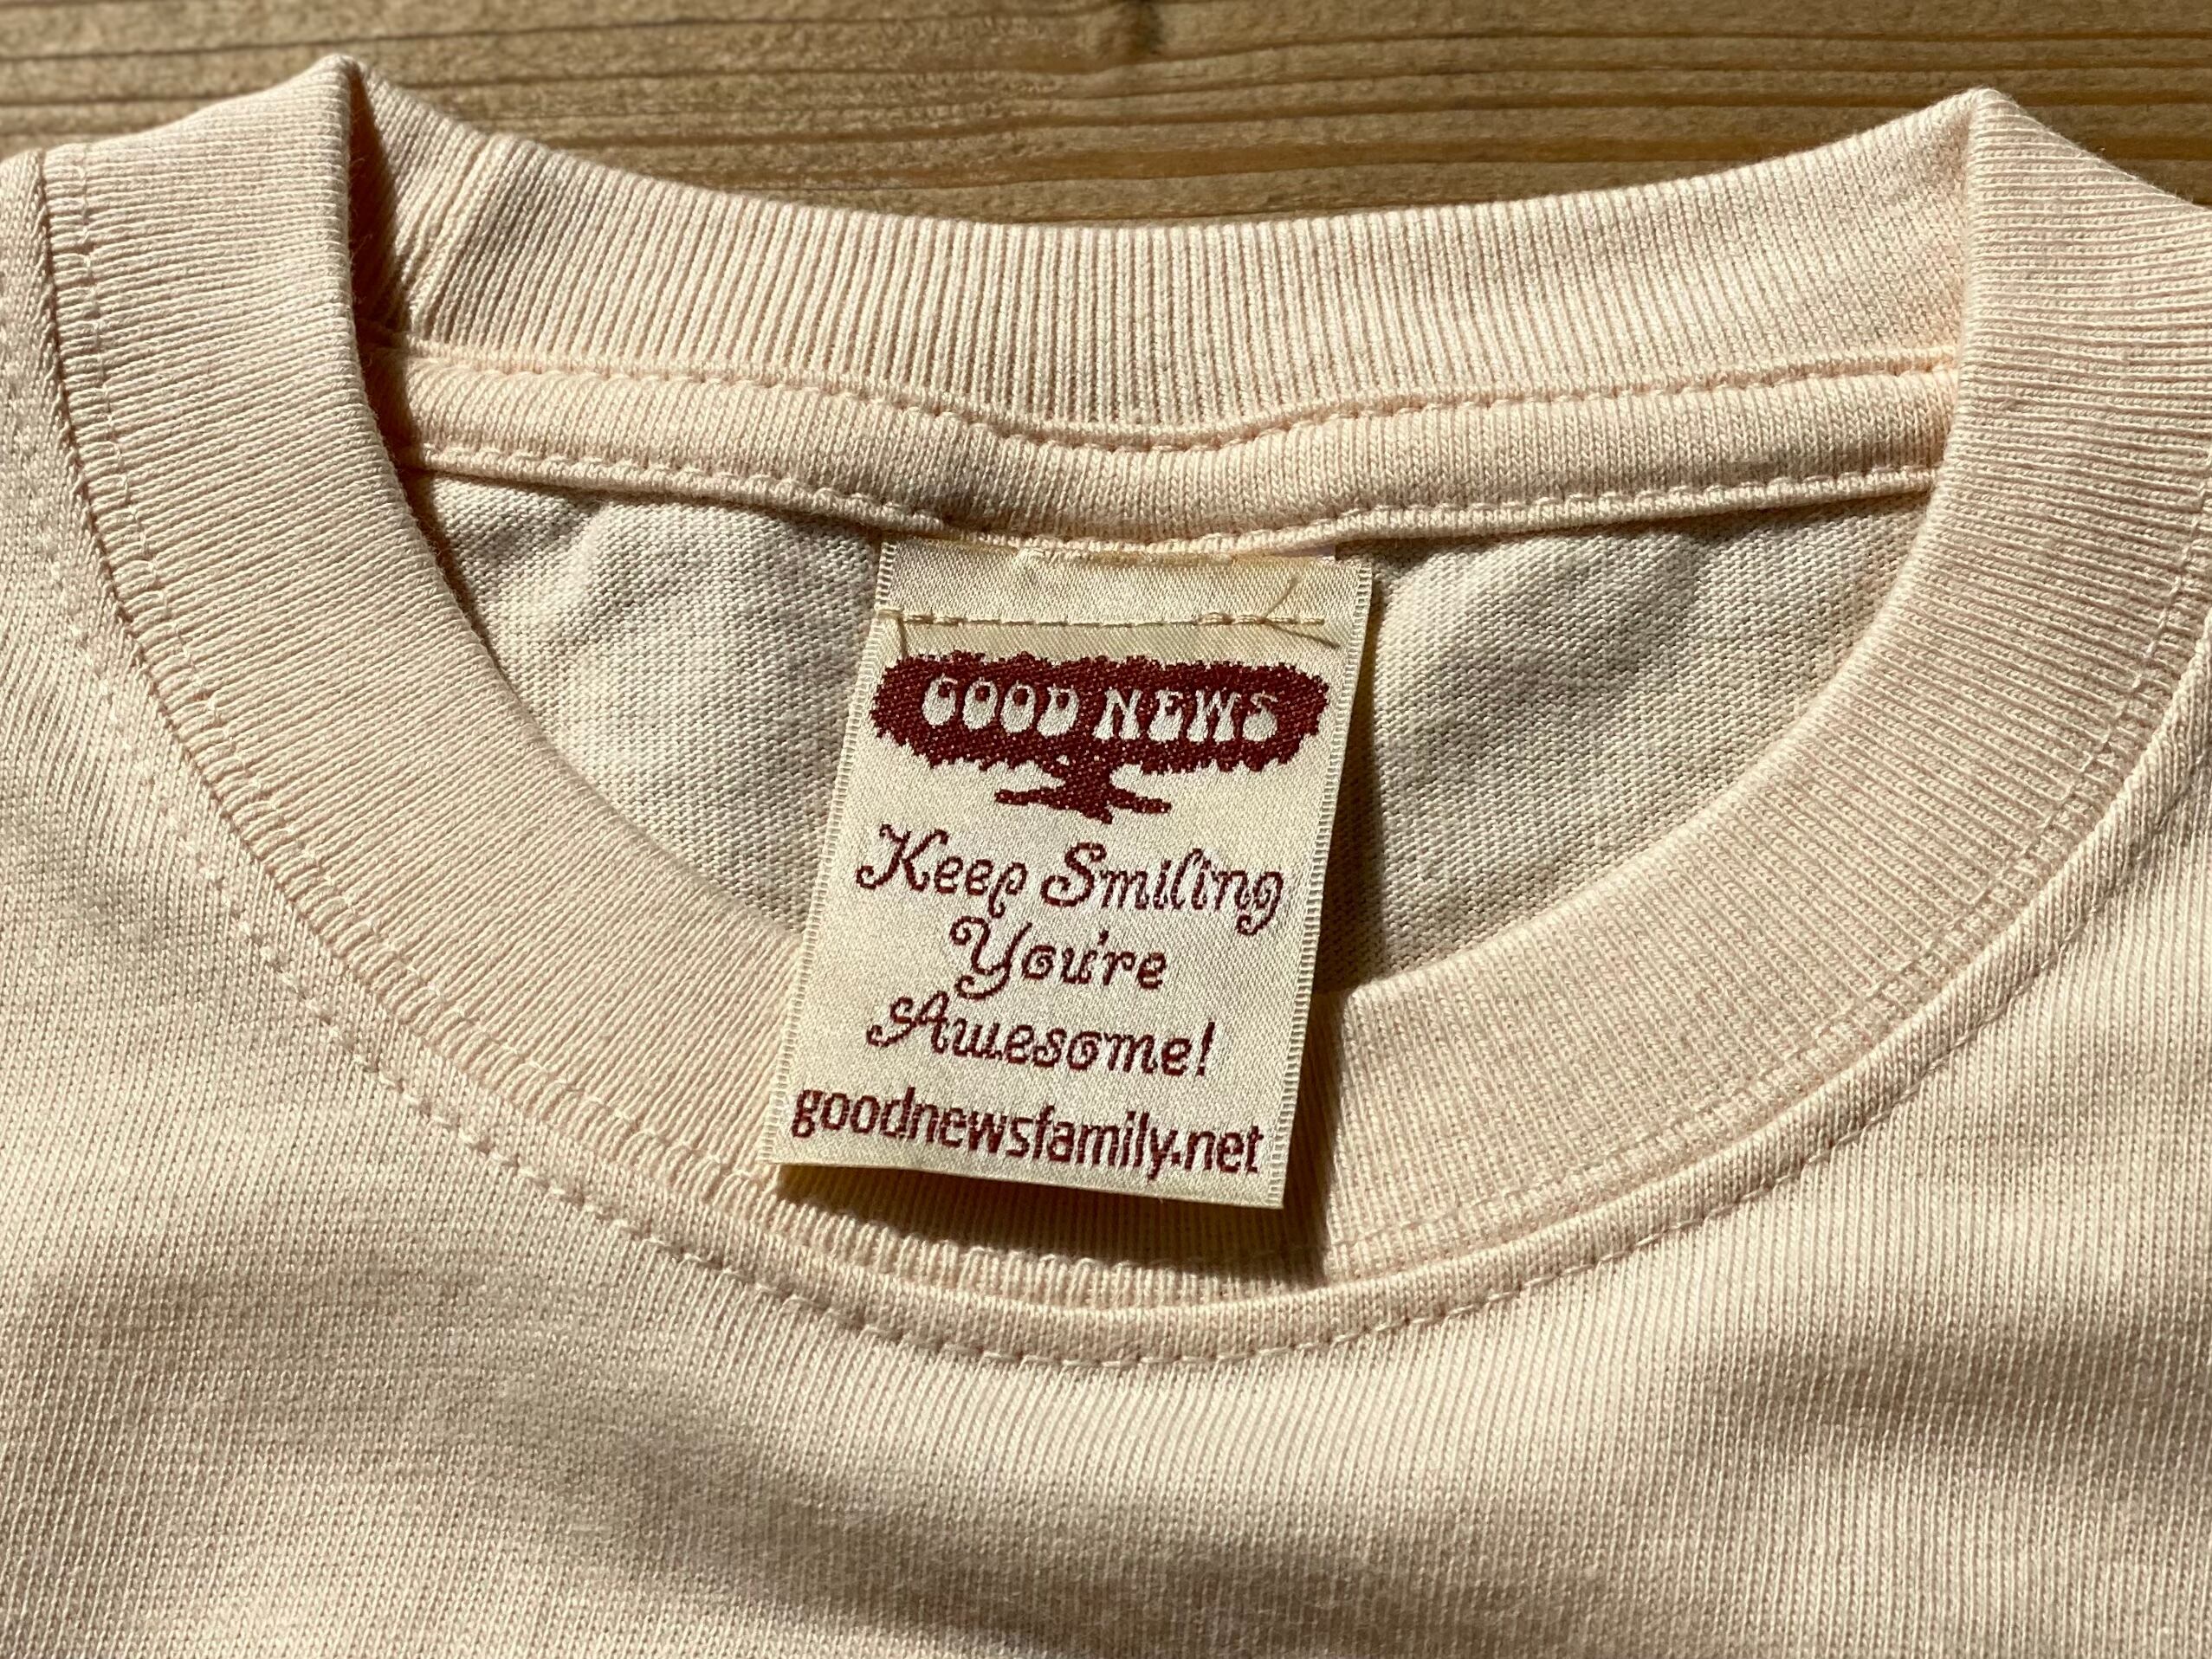 GOOD NEWS
Keep Smiling
You're
Awesome!
goodnewsfamily.net